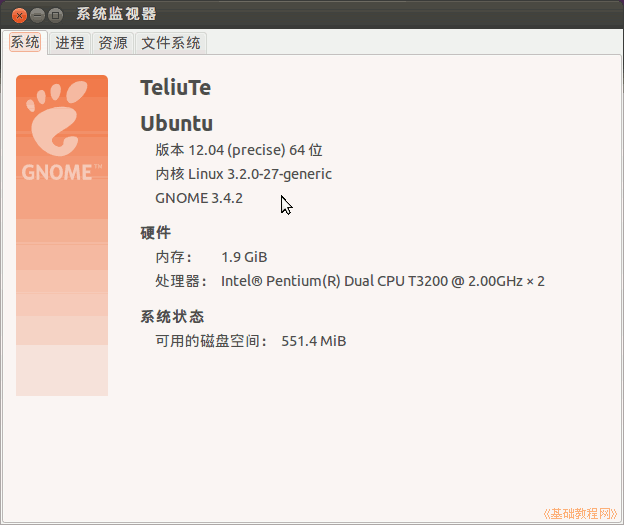 系统监视器
系统 进程 资源 文件系统
GNOME™
TeliuTe
Ubuntu
版本 12.04 (precise) 64 位
内核 Linux 3.2.0-27-generic
GNOME 3.4.2
硬件
内存： 1.9 GiB
处理器： Intel® Pentium(R) Dual CPU T3200 @ 2.00GHz × 2
系统状态
可用的磁盘空间： 551.4 MiB
《基础教程网》